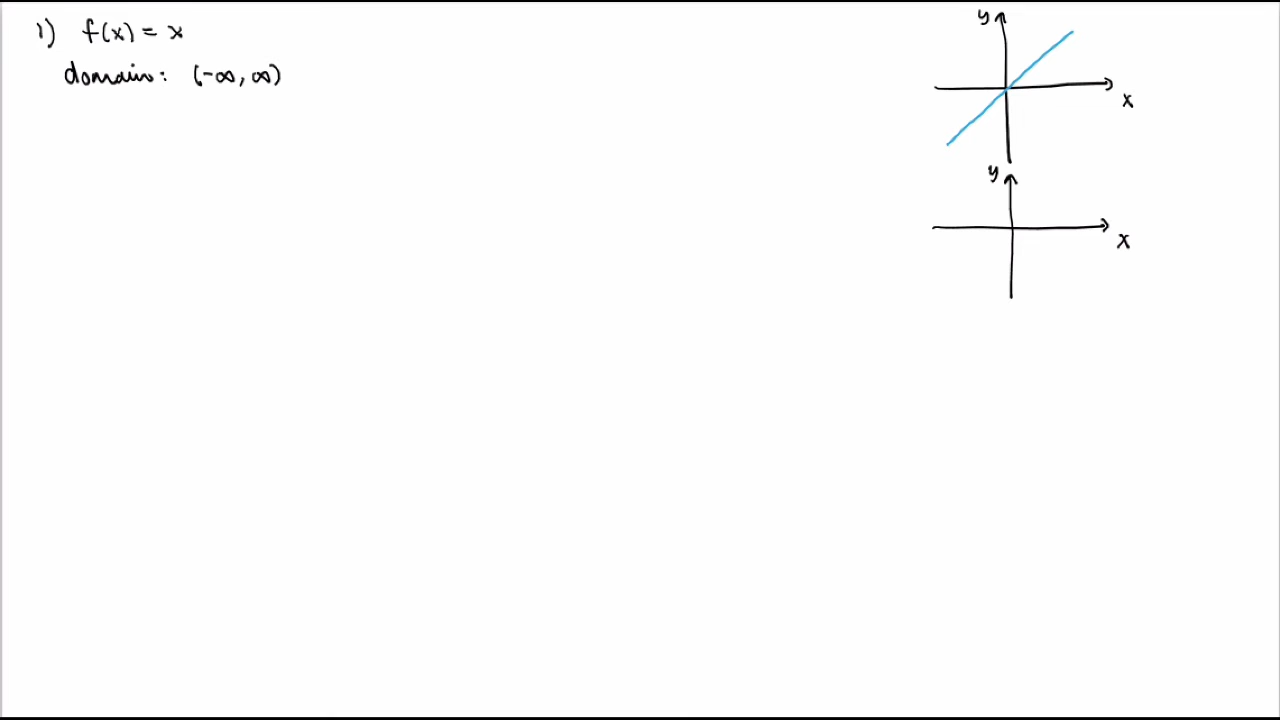 1) f(x) = x
domain: (-∞, ∞)
y
x
y
x